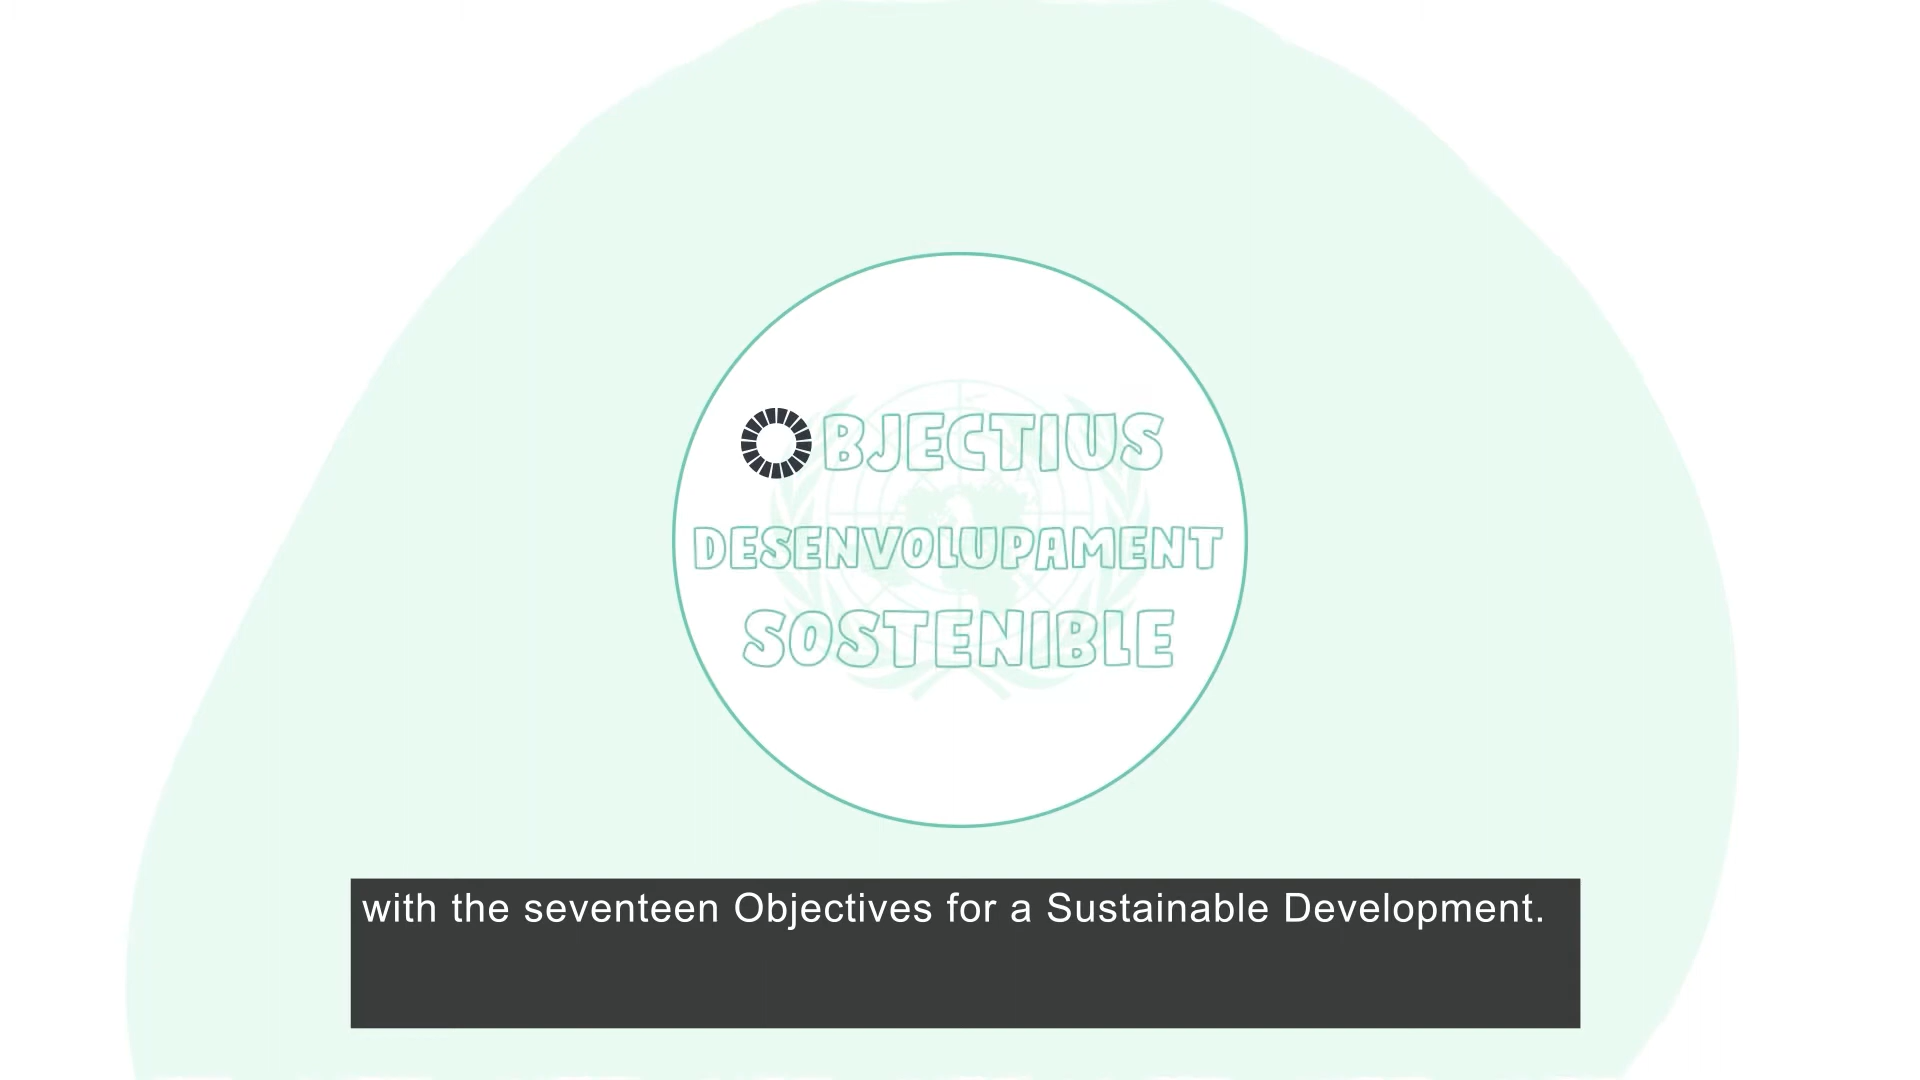 OBJECTIUS
DESENVOLUPAMENT
SOSTENIBLE
with the seventeen Objectives for a Sustainable Development.